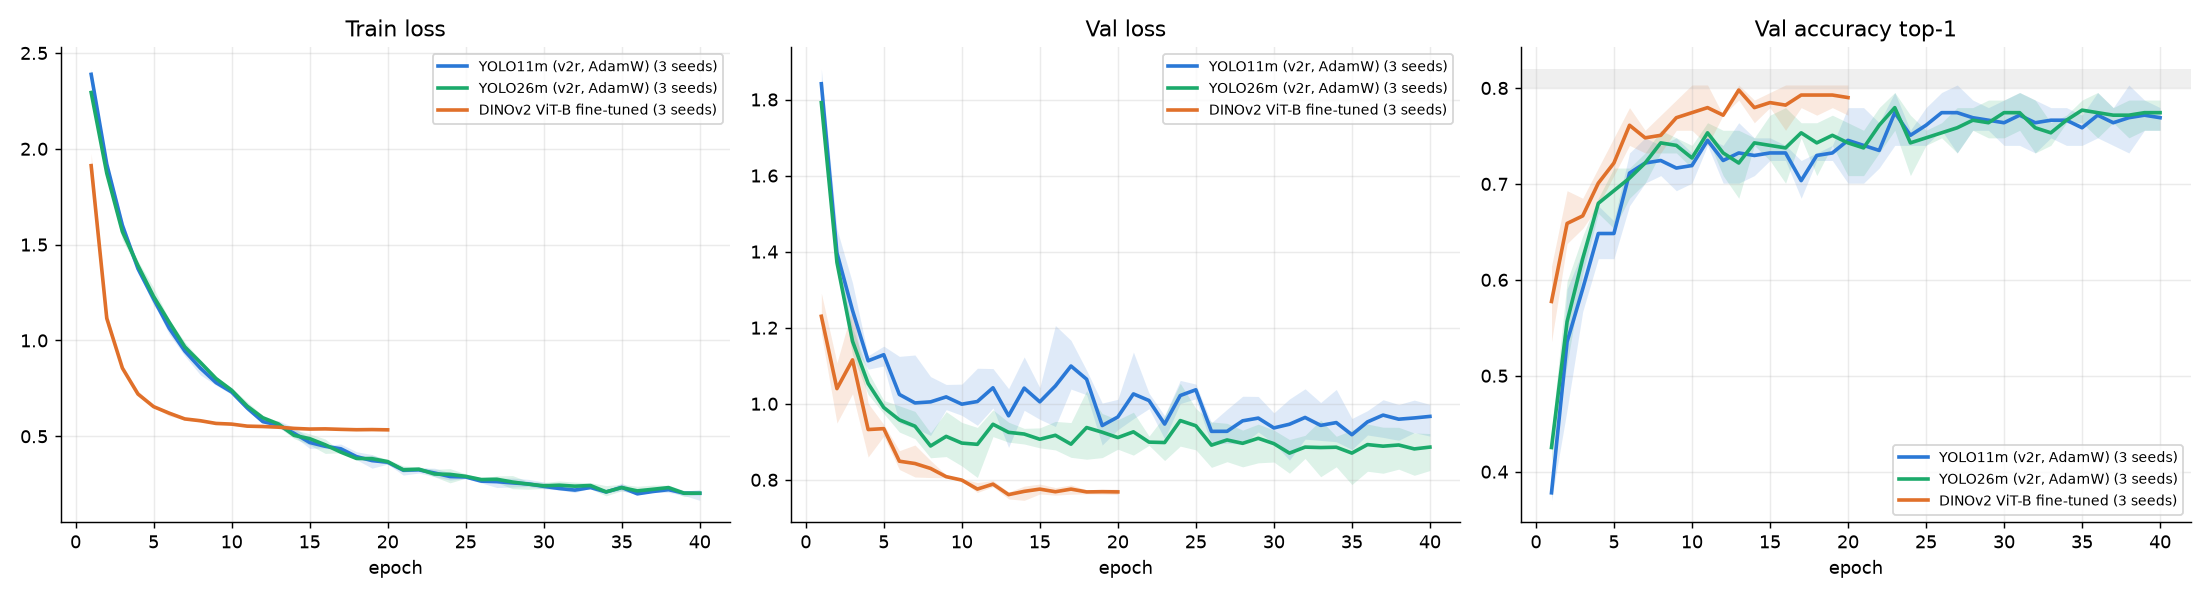 Train loss
2.5
2.0
1.5
1.0
0.5
0 5 10 15 20 25 30 35 40
epoch
YOLO11m (v2r, AdamW) (3 seeds)
YOLO26m (v2r, AdamW) (3 seeds)
DINOv2 ViT-B fine-tuned (3 seeds)
Val loss
1.8
1.6
1.4
1.2
1.0
0.8
0 5 10 15 20 25 30 35 40
epoch
YOLO11m (v2r, AdamW) (3 seeds)
YOLO26m (v2r, AdamW) (3 seeds)
DINOv2 ViT-B fine-tuned (3 seeds)
Val accuracy top-1
0.8
0.7
0.6
0.5
0.4
YOLO11m (v2r, AdamW) (3 seeds)
YOLO26m (v2r, AdamW) (3 seeds)
DINOv2 ViT-B fine-tuned (3 seeds)
0 5 10 15 20 25 30 35 40
epoch